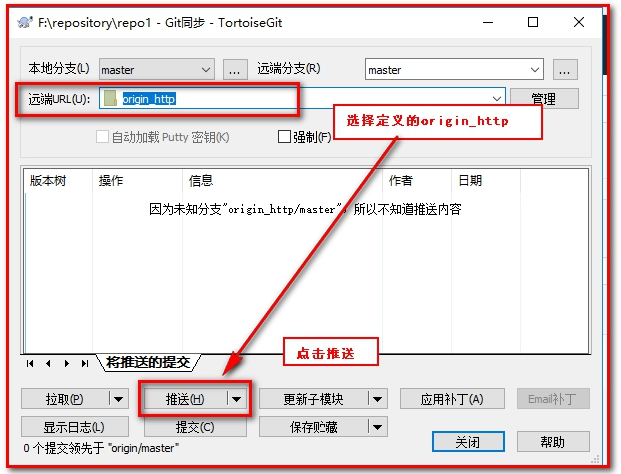 F:\repository\repo1 - Git同步 - TortoiseGit
本地分支(L) master ... 远端分支(R) master ...
远端URL(U): origin_http 管理
选择定义的origin_http
自动加载 Putty 密钥(K) 强制(F)
版本树 操作 信息 作者 日期
因为未知分支"origin_http/master"，所以不知道推送内容
点击推送
将推送的提交
拉取(P) 推送(H) 更新子模块 应用补丁(A) Email补丁
显示日志(L) 提交(C) 保存贮藏
关闭 帮助
0 个提交领先于 "origin/master"